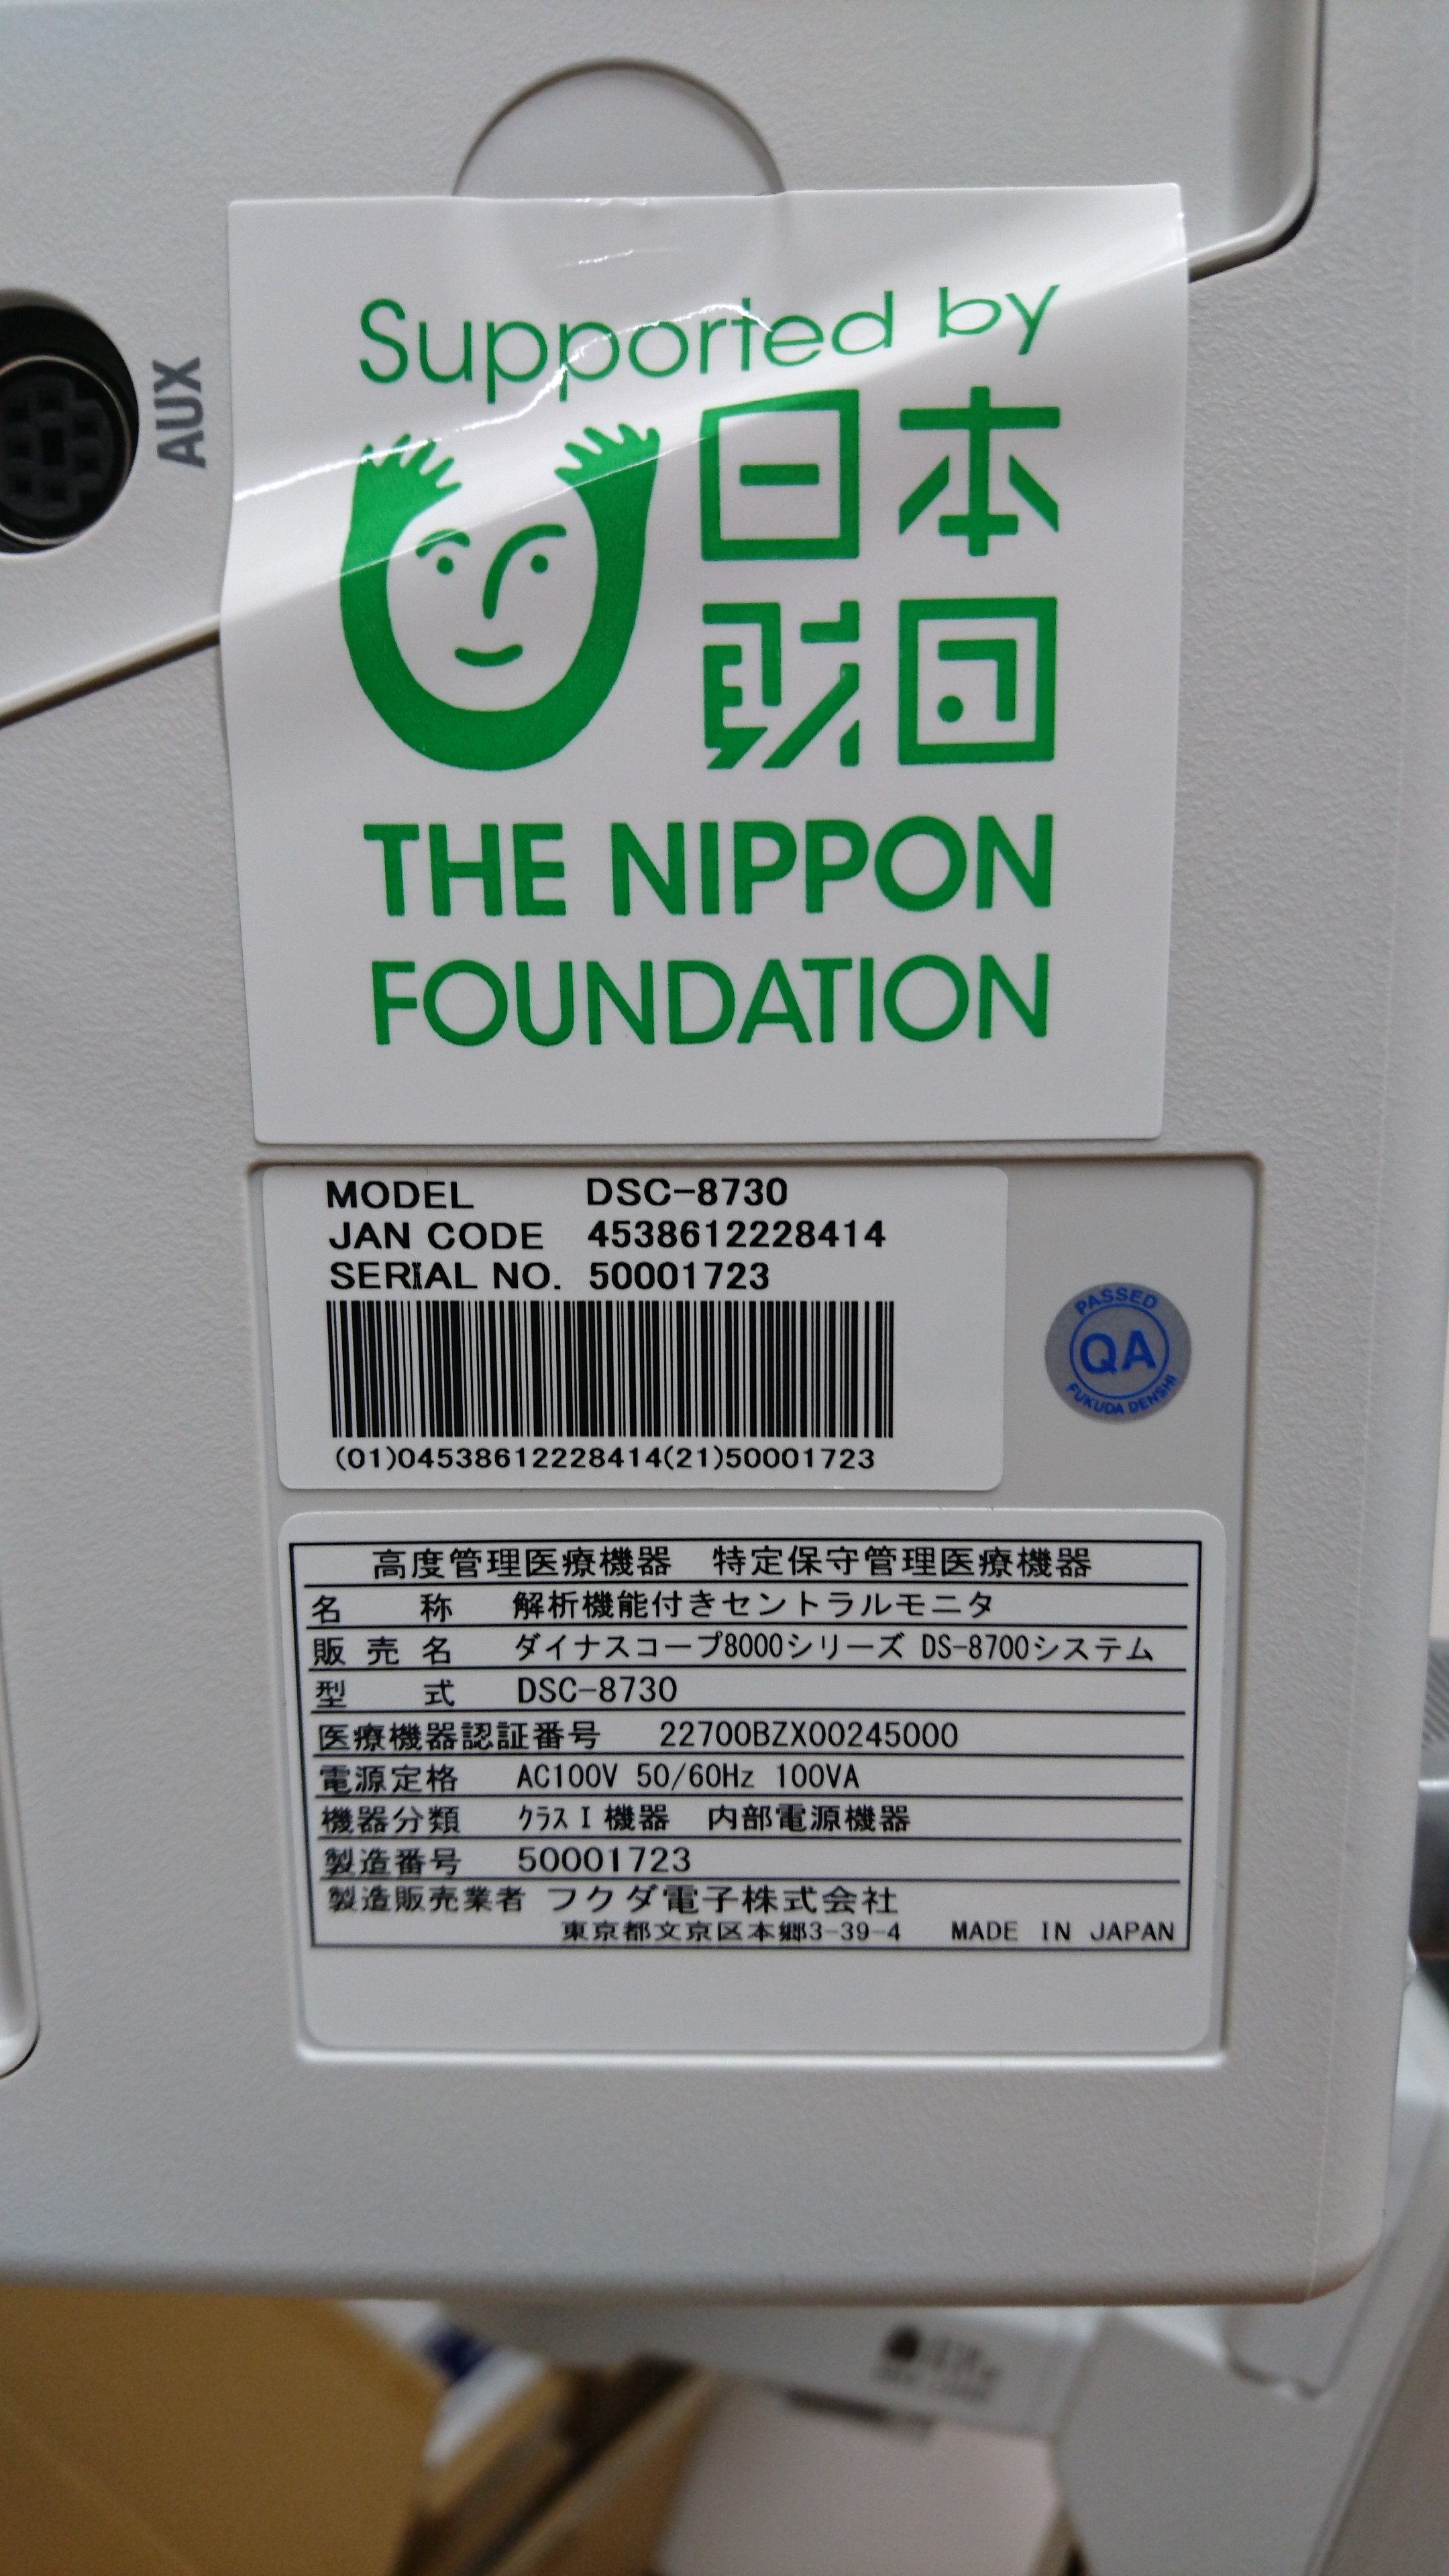 AUX
Supported by
日本
財団
THE NIPPON
FOUNDATION
MODEL DSC-8730
JAN CODE 4538612228414
SERIAL NO. 50001723
(01)04538612228414(21)50001723
PASSED
QA
FUKUDA DENSHI
高度管理医療機器 特定保守管理医療機器
名称 解析機能付きセントラルモニタ
販売名 ダイナスコープ8000シリーズ DS-8700システム
型式 DSC-8730
医療機器認証番号 22700BZX00245000
電源定格 AC100V 50/60Hz 100VA
機器分類 クラスⅠ機器 内部電源機器
製造番号 50001723
製造販売業者 フクダ電子株式会社
東京都文京区本郷3-39-4 MADE IN JAPAN